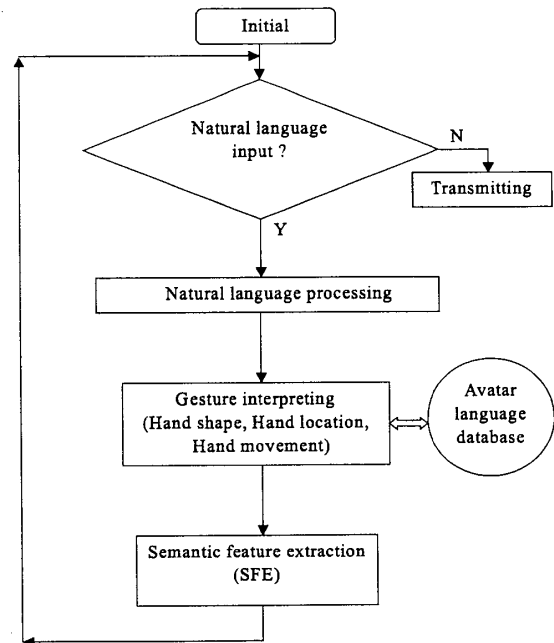 Initial
Natural language
input ?
N
Transmitting
Y
Natural language processing
Gesture interpreting
(Hand shape, Hand location,
Hand movement)
Avatar
language
database
Semantic feature extraction
(SFE)